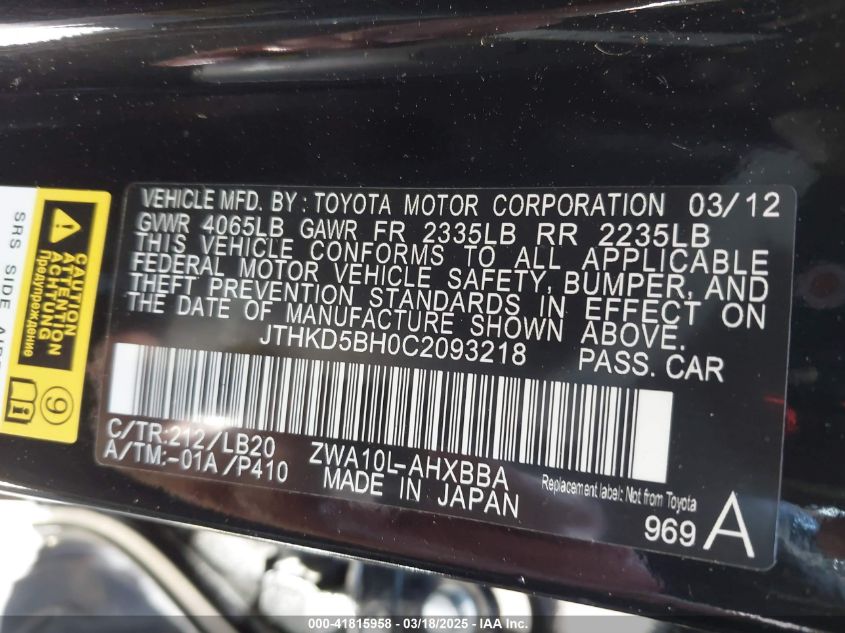 VEHICLE MFD. BY: TOYOTA MOTOR CORPORATION 03/12
GVWR 4065LB GAWR FR 2335LB RR 2235LB
THIS VEHICLE CONFORMS TO ALL APPLICABLE
FEDERAL MOTOR VEHICLE SAFETY, BUMPER, AND
THEFT PREVENTION STANDARDS IN EFFECT ON
THE DATE OF MANUFACTURE SHOWN ABOVE.
JTHKD5BH0C2093218 PASS. CAR
C/TR:212/LB20 ZWA10L-AHXBBA
A/TM:-01A/P410 MADE IN JAPAN
Replacement label: Not from Toyota
969 A
SRS SIDE
CAUTION
ATTENTION
ACHTUNG
Предупреждение
9
000-41815958 - 03/18/2025 - IAA Inc.